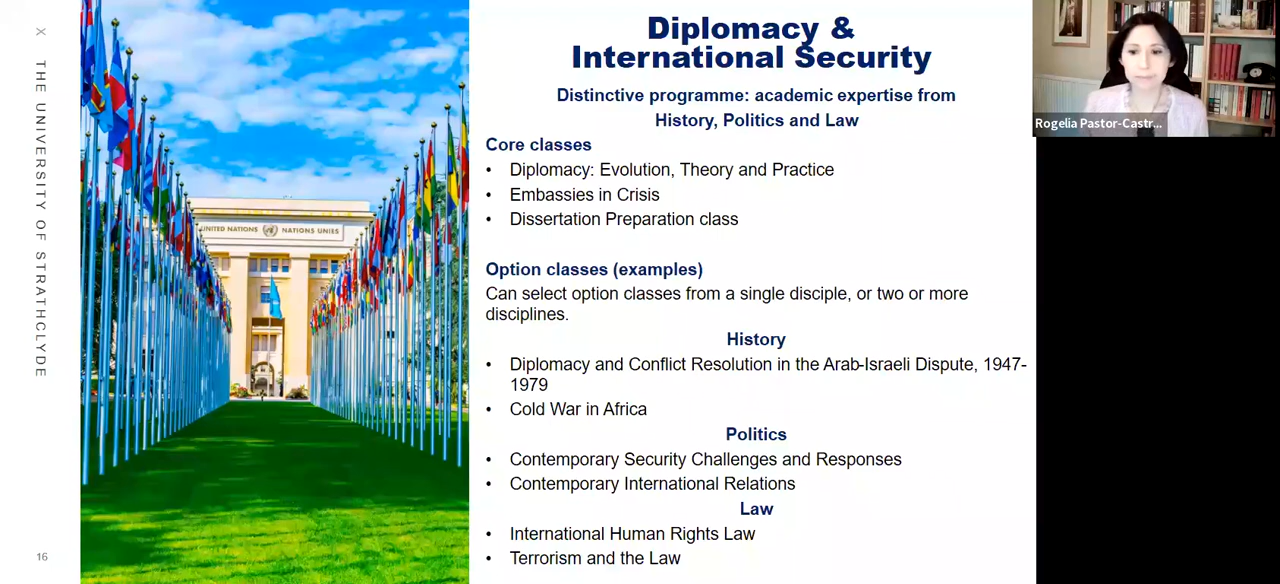 X THE UNIVERSITY OF STRATHCLYDE
16
UNITED NATIONS NATIONS UNIES
Diplomacy &
International Security
Distinctive programme: academic expertise from
History, Politics and Law
Core classes
• Diplomacy: Evolution, Theory and Practice
• Embassies in Crisis
• Dissertation Preparation class
Option classes (examples)
Can select option classes from a single disciple, or two or more
disciplines.
History
• Diplomacy and Conflict Resolution in the Arab-Israeli Dispute, 1947-
1979
• Cold War in Africa
Politics
• Contemporary Security Challenges and Responses
• Contemporary International Relations
Law
• International Human Rights Law
• Terrorism and the Law
Rogelia Pastor-Castr...